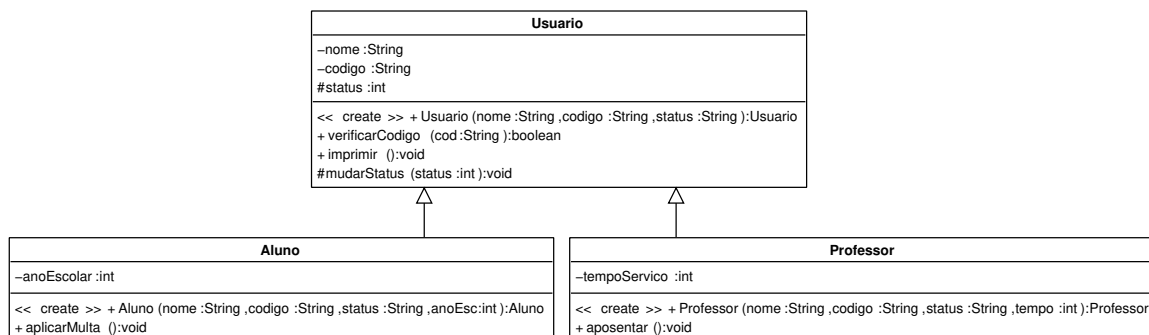 Usuario
−nome :String
−codigo :String
#status :int
<< create >> + Usuario (nome :String ,codigo :String ,status :String ):Usuario
+ verificarCodigo (cod :String ):boolean
+ imprimir ():void
#mudarStatus (status :int ):void
Aluno
−anoEscolar :int
<< create >> + Aluno (nome :String ,codigo :String ,status :String ,anoEsc:int ):Aluno
+ aplicarMulta ():void
Professor
−tempoServico :int
<< create >> + Professor (nome :String ,codigo :String ,status :String ,tempo :int ):Professor
+ aposentar ():void